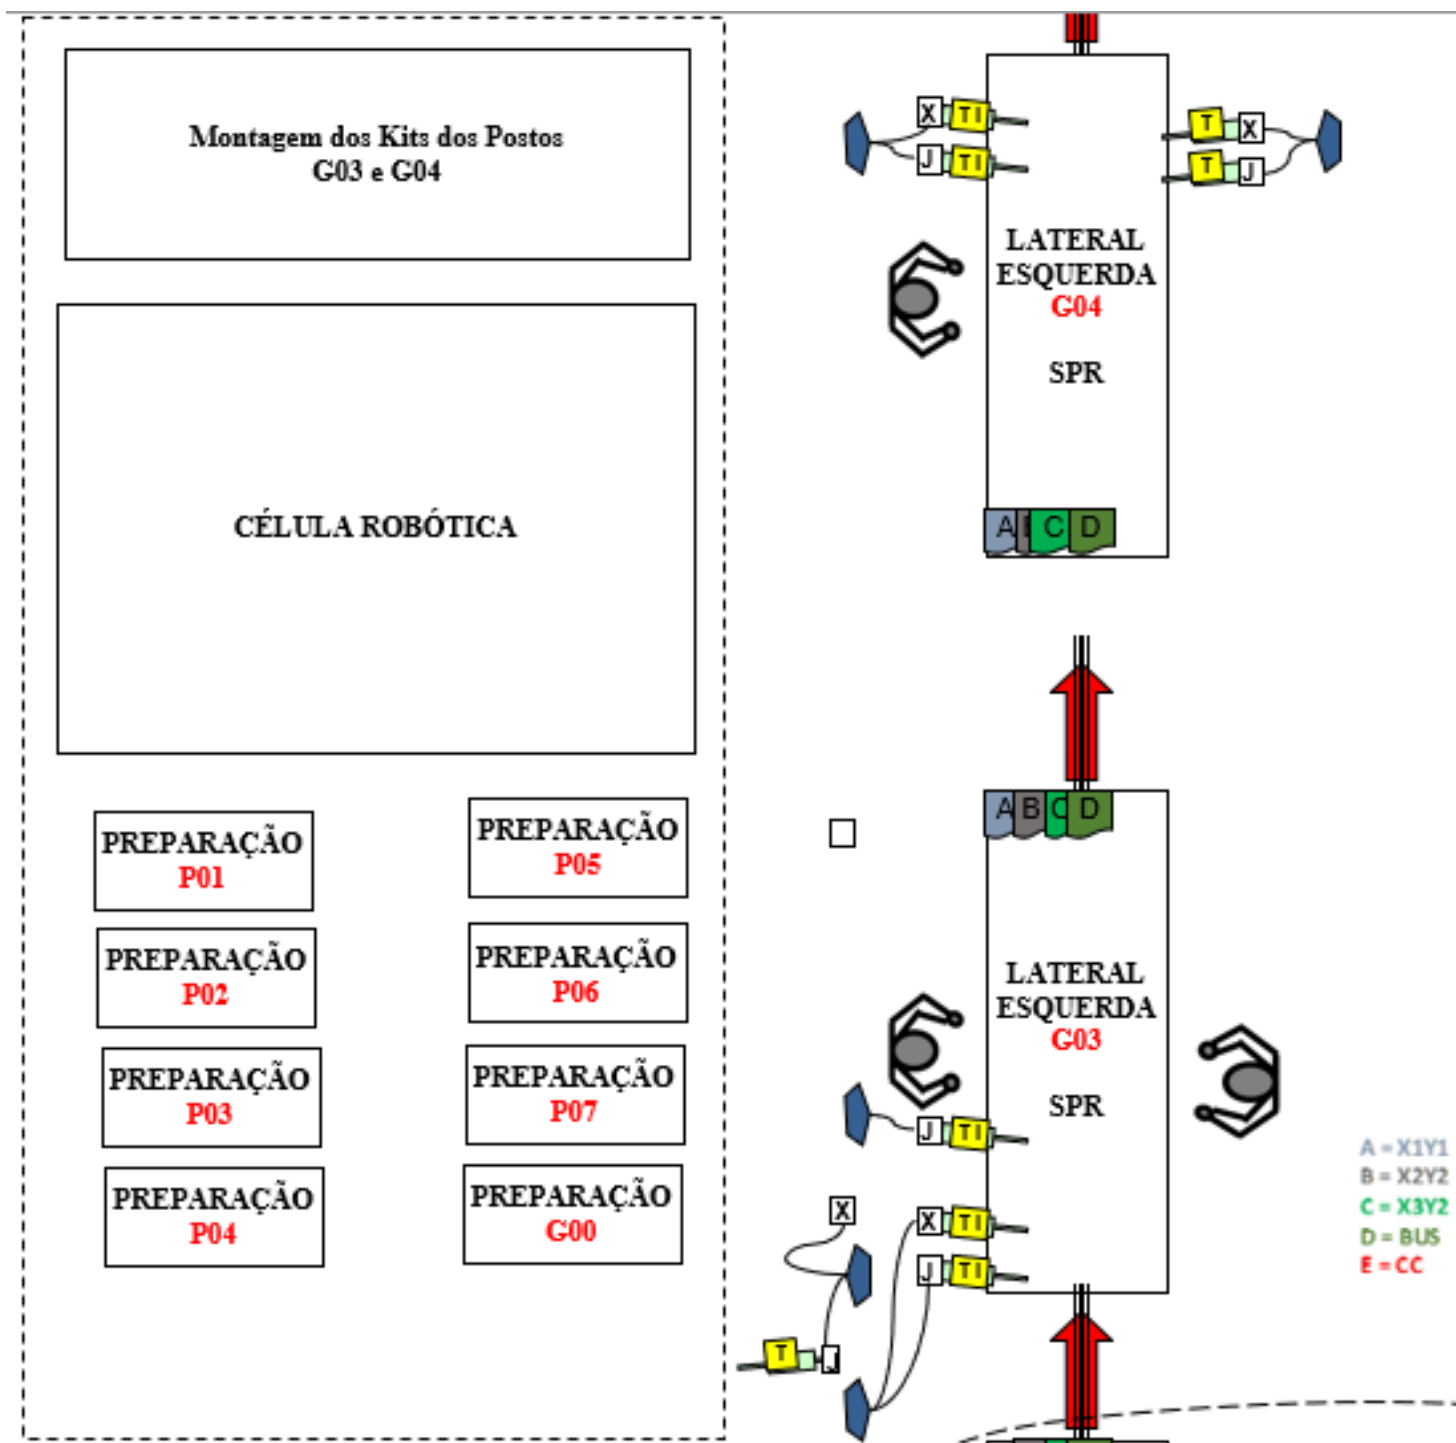 Montagem dos Kits dos Postos
G03 e G04
CÉLULA ROBÓTICA
PREPARAÇÃO
P01
PREPARAÇÃO
P02
PREPARAÇÃO
P03
PREPARAÇÃO
P04
PREPARAÇÃO
P05
PREPARAÇÃO
P06
PREPARAÇÃO
P07
PREPARAÇÃO
G00
X TI
J TI
T X
T J
LATERAL
ESQUERDA
G04
SPR
A C D
A B C D
LATERAL
ESQUERDA
G03
SPR
J TI
X
X TI
J TI
T J
A = X1Y1
B = X2Y2
C = X3Y2
D = BUS
E = CC